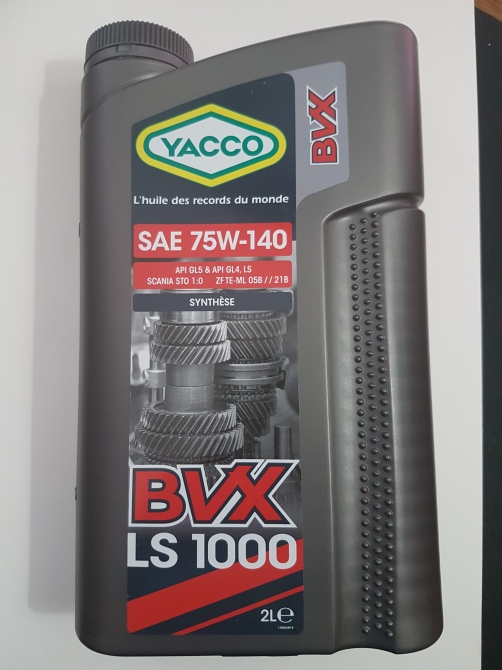 YACCO
BVX
L'huile des records du monde
SAE 75W-140
API GL5 & API GL4, LS
SCANIA STO 1:0 ZF TE-ML 05B // 21B
SYNTHÈSE
BVX
LS 1000
2L℮